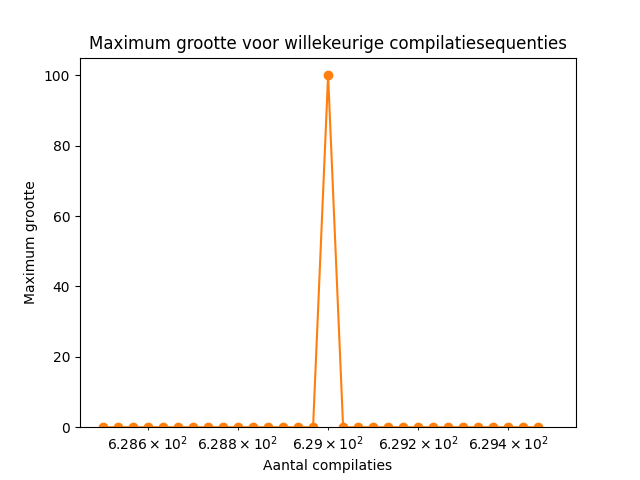 Maximum grootte voor willekeurige compilatiesequenties
100
80
60
40
20
0
Maximum grootte
6.286 × 10² 6.288 × 10² 6.29 × 10² 6.292 × 10² 6.294 × 10²
Aantal compilaties